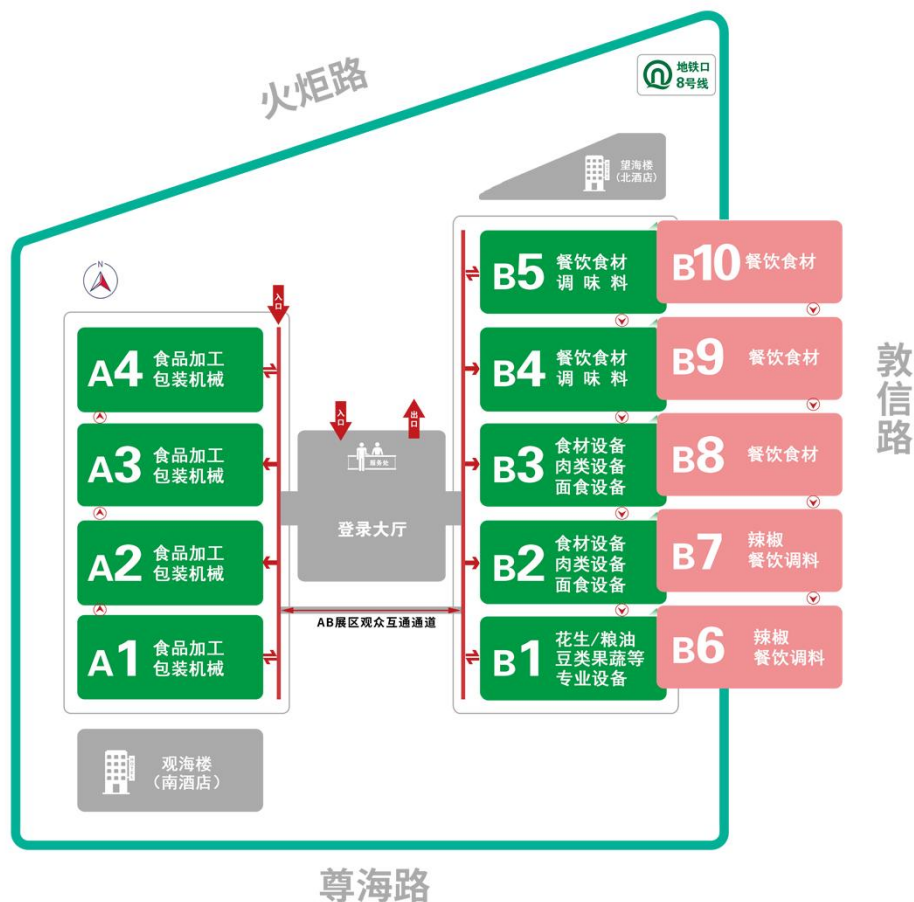 火炬路
地铁口
8号线
望海楼
（北酒店）
N
入口
A4 食品加工
包装机械
A3 食品加工
包装机械
A2 食品加工
包装机械
A1 食品加工
包装机械
入口
出口
服务处
登录大厅
AB展区观众互通通道
B5 餐饮食材
调味料
B4 餐饮食材
调味料
B3 食材设备
肉类设备
面食设备
B2 食材设备
肉类设备
面食设备
B1 花生/粮油
豆类果蔬等
专业设备
B10 餐饮食材
B9 餐饮食材
B8 餐饮食材
B7 辣椒
餐饮调料
B6 辣椒
餐饮调料
敦信路
观海楼
（南酒店）
尊海路